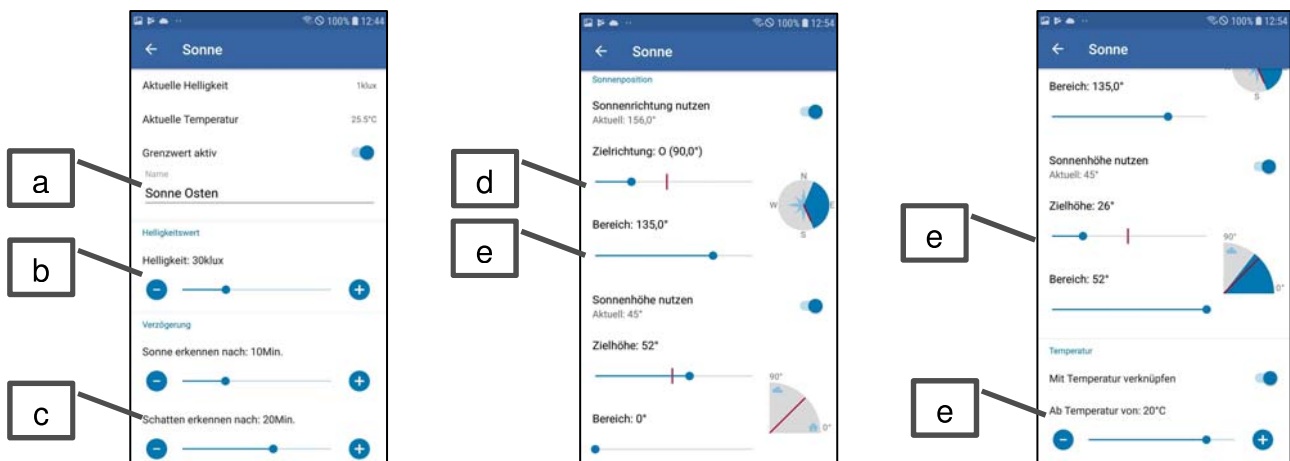 100% 12:44
Sonne
Aktuelle Helligkeit 1klux
Aktuelle Temperatur 25.5°C
Grenzwert aktiv
Name
Sonne Osten
Helligkeitswert
Helligkeit: 30klux
Verzögerung
Sonne erkennen nach: 10Min.
Schatten erkennen nach: 20Min.
a
b
c
100% 12:54
Sonne
Sonnenposition
Sonnenrichtung nutzen
Aktuell: 156,0°
Zielrichtung: O (90,0°)
N
W E
S
Bereich: 135,0°
Sonnenhöhe nutzen
Aktuell: 45°
Zielhöhe: 52°
90°
0°
Bereich: 0°
d
e
100% 12:54
Sonne
S
Bereich: 135,0°
Sonnenhöhe nutzen
Aktuell: 45°
Zielhöhe: 26°
90°
0°
Bereich: 52°
Temperatur
Mit Temperatur verknüpfen
Ab Temperatur von: 20°C
e
e